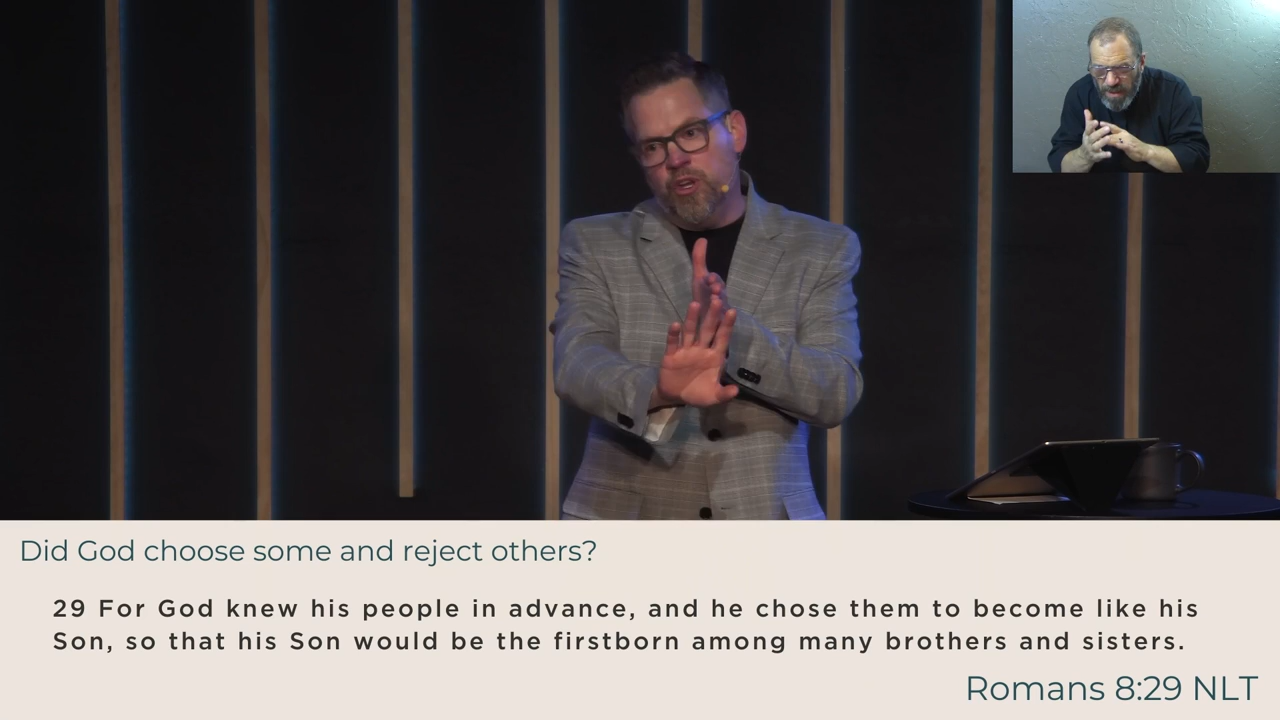 Did God choose some and reject others?
29 For God knew his people in advance, and he chose them to become like his
Son, so that his Son would be the firstborn among many brothers and sisters.
Romans 8:29 NLT